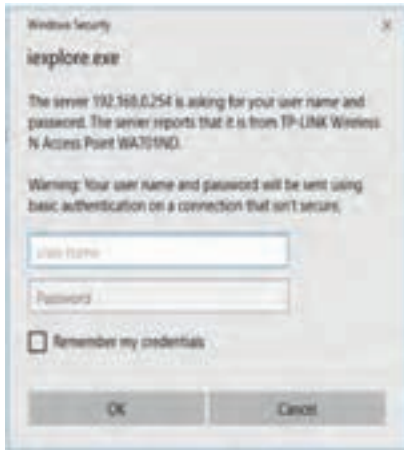 Windows Security
iexplore.exe
The server 192.168.0.254 is asking for your user name and
password. The server reports that it is from TP-LINK Wireless
N Access Point WA701ND.
Warning: Your user name and password will be sent using
basic authentication on a connection that isn't secure.
User name
Password
Remember my credentials
OK
Cancel